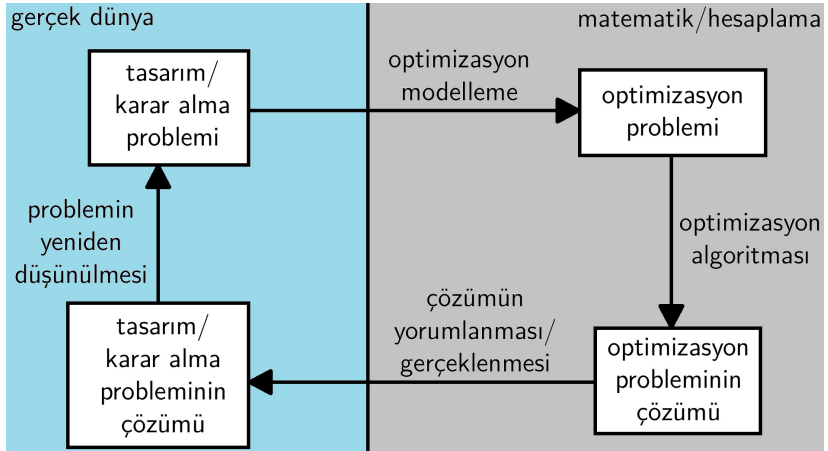 gerçek dünya
matematik/hesaplama
tasarım/
karar alma
problemi
optimizasyon
modelleme
optimizasyon
problemi
optimizasyon
algoritması
optimizasyon
probleminin
çözümü
çözümün
yorumlanması/
gerçeklenmesi
tasarım/
karar alma
probleminin
çözümü
problemin
yeniden
düşünülmesi